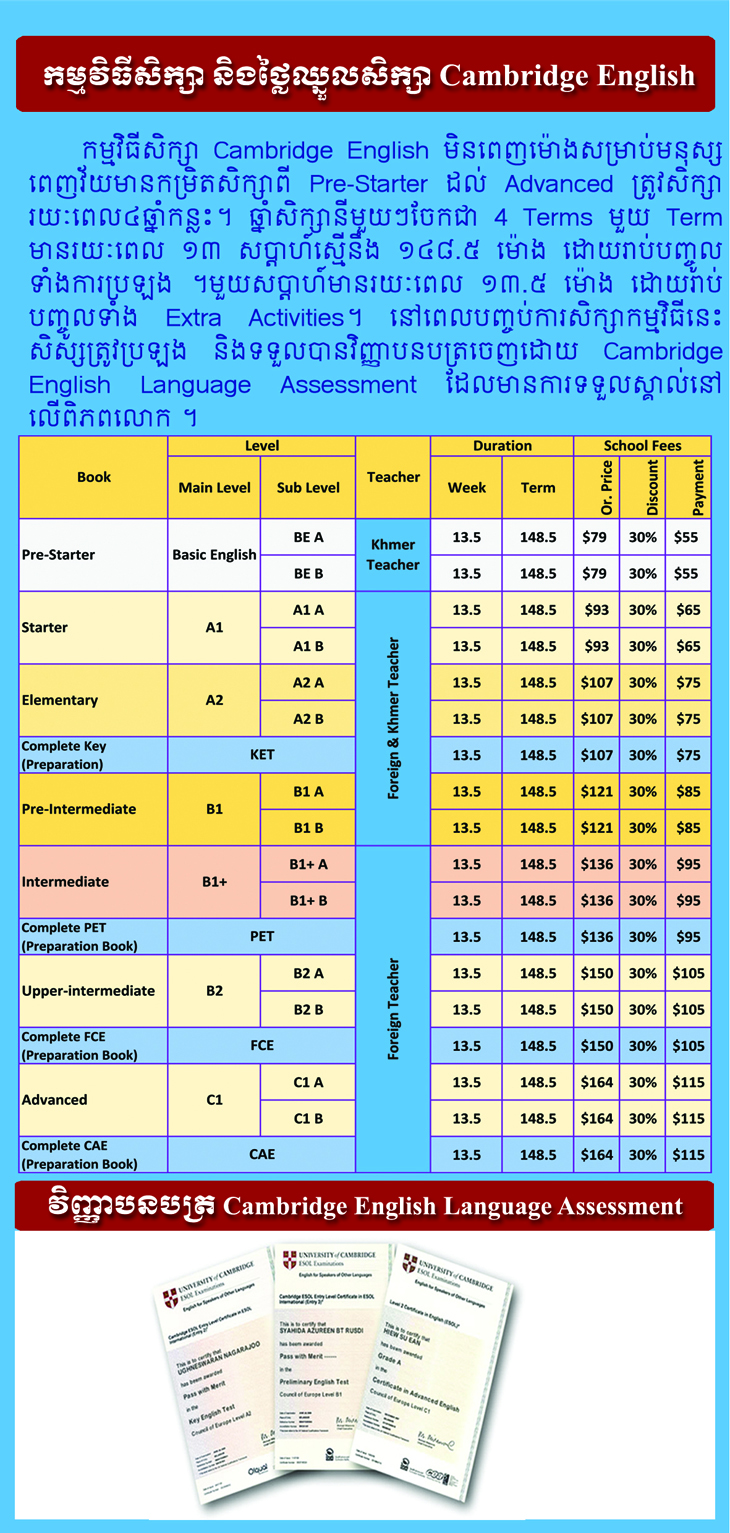 កម្មវិធីសិក្សា និងថ្លៃឈ្នួលសិក្សា Cambridge English
កម្មវិធីសិក្សា Cambridge English មិនពេញម៉ោងសម្រាប់មនុស្ស
ពេញវ័យមានកម្រិតសិក្សាពី Pre-Starter ដល់ Advanced ត្រូវសិក្សា
រយៈពេល៤ឆ្នាំកន្លះ។ ឆ្នាំសិក្សានីមួយៗចែកជា 4 Terms មួយ Term
មានរយៈពេល ១៣ សប្តាហ៍ស្មើនឹង ១៤៨.៥ ម៉ោង ដោយរាប់បញ្ចូល
ទាំងការប្រឡង ។មួយសប្តាហ៍មានរយៈពេល ១៣.៥ ម៉ោង ដោយរ៉ាប់
បញ្ចូលទាំង Extra Activities។ នៅពេលបញ្ចប់ការសិក្សាកម្មវិធីនេះ
សិស្សត្រូវប្រឡង និងទទួលបានវិញ្ញាបនបត្រចេញដោយ Cambridge
English Language Assessment ដែលមានការទទួលស្គាល់នៅ
លើពិភពលោក ។
Book Level Teacher Duration School Fees
Main Level Sub Level Week Term Or. Price Discount Payment
Pre-Starter Basic English BE A Khmer Teacher 13.5 148.5 $79 30% $55
BE B 13.5 148.5 $79 30% $55
Starter A1 A1 A Foreign & Khmer Teacher 13.5 148.5 $93 30% $65
A1 B 13.5 148.5 $93 30% $65
Elementary A2 A2 A 13.5 148.5 $107 30% $75
A2 B 13.5 148.5 $107 30% $75
Complete Key (Preparation) KET 13.5 148.5 $107 30% $75
Pre-Intermediate B1 B1 A 13.5 148.5 $121 30% $85
B1 B 13.5 148.5 $121 30% $85
Intermediate B1+ B1+ A Foreign Teacher 13.5 148.5 $136 30% $95
B1+ B 13.5 148.5 $136 30% $95
Complete PET (Preparation Book) PET 13.5 148.5 $136 30% $95
Upper-intermediate B2 B2 A 13.5 148.5 $150 30% $105
B2 B 13.5 148.5 $150 30% $105
Complete FCE (Preparation Book) FCE 13.5 148.5 $150 30% $105
Advanced C1 C1 A 13.5 148.5 $164 30% $115
C1 B 13.5 148.5 $164 30% $115
Complete CAE (Preparation Book) CAE 13.5 148.5 $164 30% $115
វិញ្ញាបនបត្រ Cambridge English Language Assessment
UNIVERSITY of CAMBRIDGE
ESOL Examinations
English for Speakers of Other Languages
Cambridge ESOL Entry Level Certificate in ESOL
International (Entry 2)*
This is to certify that
UGHNESWARAN NAGARAJOO
has been awarded
Pass with Merit
in the
Key English Test
Council of Europe Level A2
Ofqual
UNIVERSITY of CAMBRIDGE
ESOL Examinations
English for Speakers of Other Languages
Cambridge ESOL Entry Level Certificate in ESOL
International (Entry 3)*
This is to certify that
SYAHIDA AZUREEN BT RUSDI
has been awarded
Pass with Merit
in the
Preliminary English Test
Council of Europe Level B1
UNIVERSITY of CAMBRIDGE
ESOL Examinations
English for Speakers of Other Languages
Level 2 Certificate in English (ESOL)*
This is to certify that
HIEW SU EAN
has been awarded
Grade A
in the
Certificate in Advanced English
Council of Europe Level C1